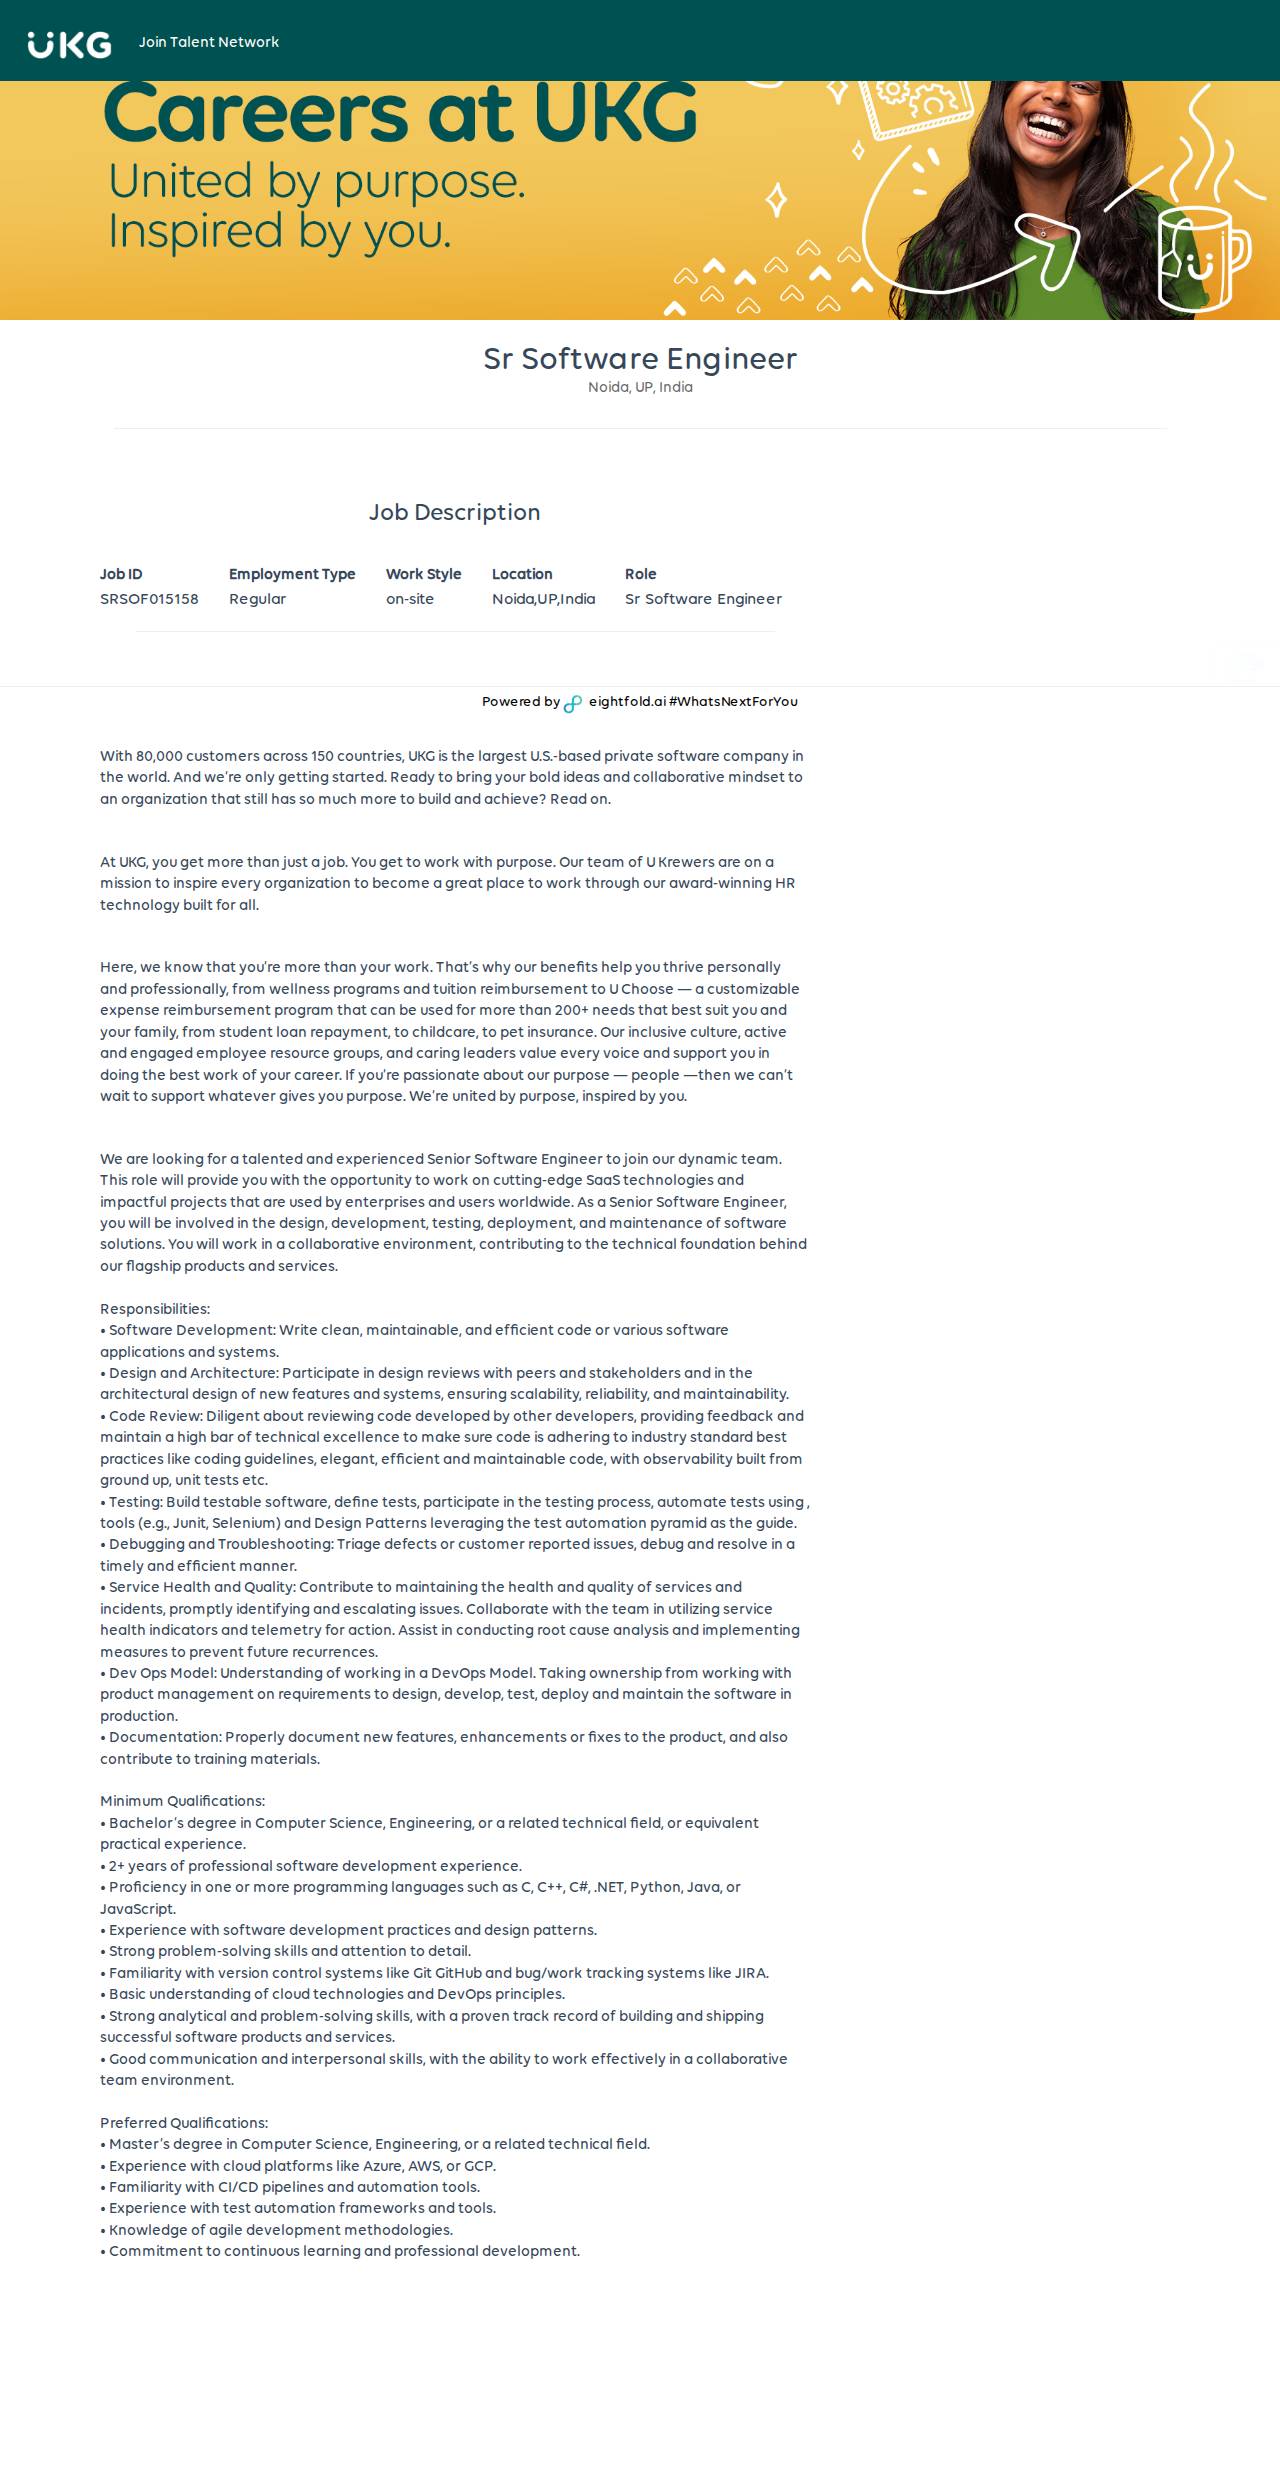 UKG
Join Talent Network
Careers at UKG
United by purpose.
Inspired by you.
Sr Software Engineer
Noida, UP, India
Job Description
Job ID Employment Type Work Style Location Role
SRSOF015158 Regular on-site Noida,UP,India Sr Software Engineer
Powered by eightfold.ai #WhatsNextForYou
With 80,000 customers across 150 countries, UKG is the largest U.S.-based private software company in
the world. And we're only getting started. Ready to bring your bold ideas and collaborative mindset to
an organization that still has so much more to build and achieve? Read on.
At UKG, you get more than just a job. You get to work with purpose. Our team of U Krewers are on a
mission to inspire every organization to become a great place to work through our award-winning HR
technology built for all.
Here, we know that you're more than your work. That's why our benefits help you thrive personally
and professionally, from wellness programs and tuition reimbursement to U Choose — a customizable
expense reimbursement program that can be used for more than 200+ needs that best suit you and
your family, from student loan repayment, to childcare, to pet insurance. Our inclusive culture, active
and engaged employee resource groups, and caring leaders value every voice and support you in
doing the best work of your career. If you're passionate about our purpose — people —then we can't
wait to support whatever gives you purpose. We're united by purpose, inspired by you.
We are looking for a talented and experienced Senior Software Engineer to join our dynamic team.
This role will provide you with the opportunity to work on cutting-edge SaaS technologies and
impactful projects that are used by enterprises and users worldwide. As a Senior Software Engineer,
you will be involved in the design, development, testing, deployment, and maintenance of software
solutions. You will work in a collaborative environment, contributing to the technical foundation behind
our flagship products and services.
Responsibilities:
• Software Development: Write clean, maintainable, and efficient code or various software
applications and systems.
• Design and Architecture: Participate in design reviews with peers and stakeholders and in the
architectural design of new features and systems, ensuring scalability, reliability, and maintainability.
• Code Review: Diligent about reviewing code developed by other developers, providing feedback and
maintain a high bar of technical excellence to make sure code is adhering to industry standard best
practices like coding guidelines, elegant, efficient and maintainable code, with observability built from
ground up, unit tests etc.
• Testing: Build testable software, define tests, participate in the testing process, automate tests using ,
tools (e.g., Junit, Selenium) and Design Patterns leveraging the test automation pyramid as the guide.
• Debugging and Troubleshooting: Triage defects or customer reported issues, debug and resolve in a
timely and efficient manner.
• Service Health and Quality: Contribute to maintaining the health and quality of services and
incidents, promptly identifying and escalating issues. Collaborate with the team in utilizing service
health indicators and telemetry for action. Assist in conducting root cause analysis and implementing
measures to prevent future recurrences.
• Dev Ops Model: Understanding of working in a DevOps Model. Taking ownership from working with
product management on requirements to design, develop, test, deploy and maintain the software in
production.
• Documentation: Properly document new features, enhancements or fixes to the product, and also
contribute to training materials.
Minimum Qualifications:
• Bachelor's degree in Computer Science, Engineering, or a related technical field, or equivalent
practical experience.
• 2+ years of professional software development experience.
• Proficiency in one or more programming languages such as C, C++, C#, .NET, Python, Java, or
JavaScript.
• Experience with software development practices and design patterns.
• Strong problem-solving skills and attention to detail.
• Familiarity with version control systems like Git GitHub and bug/work tracking systems like JIRA.
• Basic understanding of cloud technologies and DevOps principles.
• Strong analytical and problem-solving skills, with a proven track record of building and shipping
successful software products and services.
• Good communication and interpersonal skills, with the ability to work effectively in a collaborative
team environment.
Preferred Qualifications:
• Master's degree in Computer Science, Engineering, or a related technical field.
• Experience with cloud platforms like Azure, AWS, or GCP.
• Familiarity with CI/CD pipelines and automation tools.
• Experience with test automation frameworks and tools.
• Knowledge of agile development methodologies.
• Commitment to continuous learning and professional development.